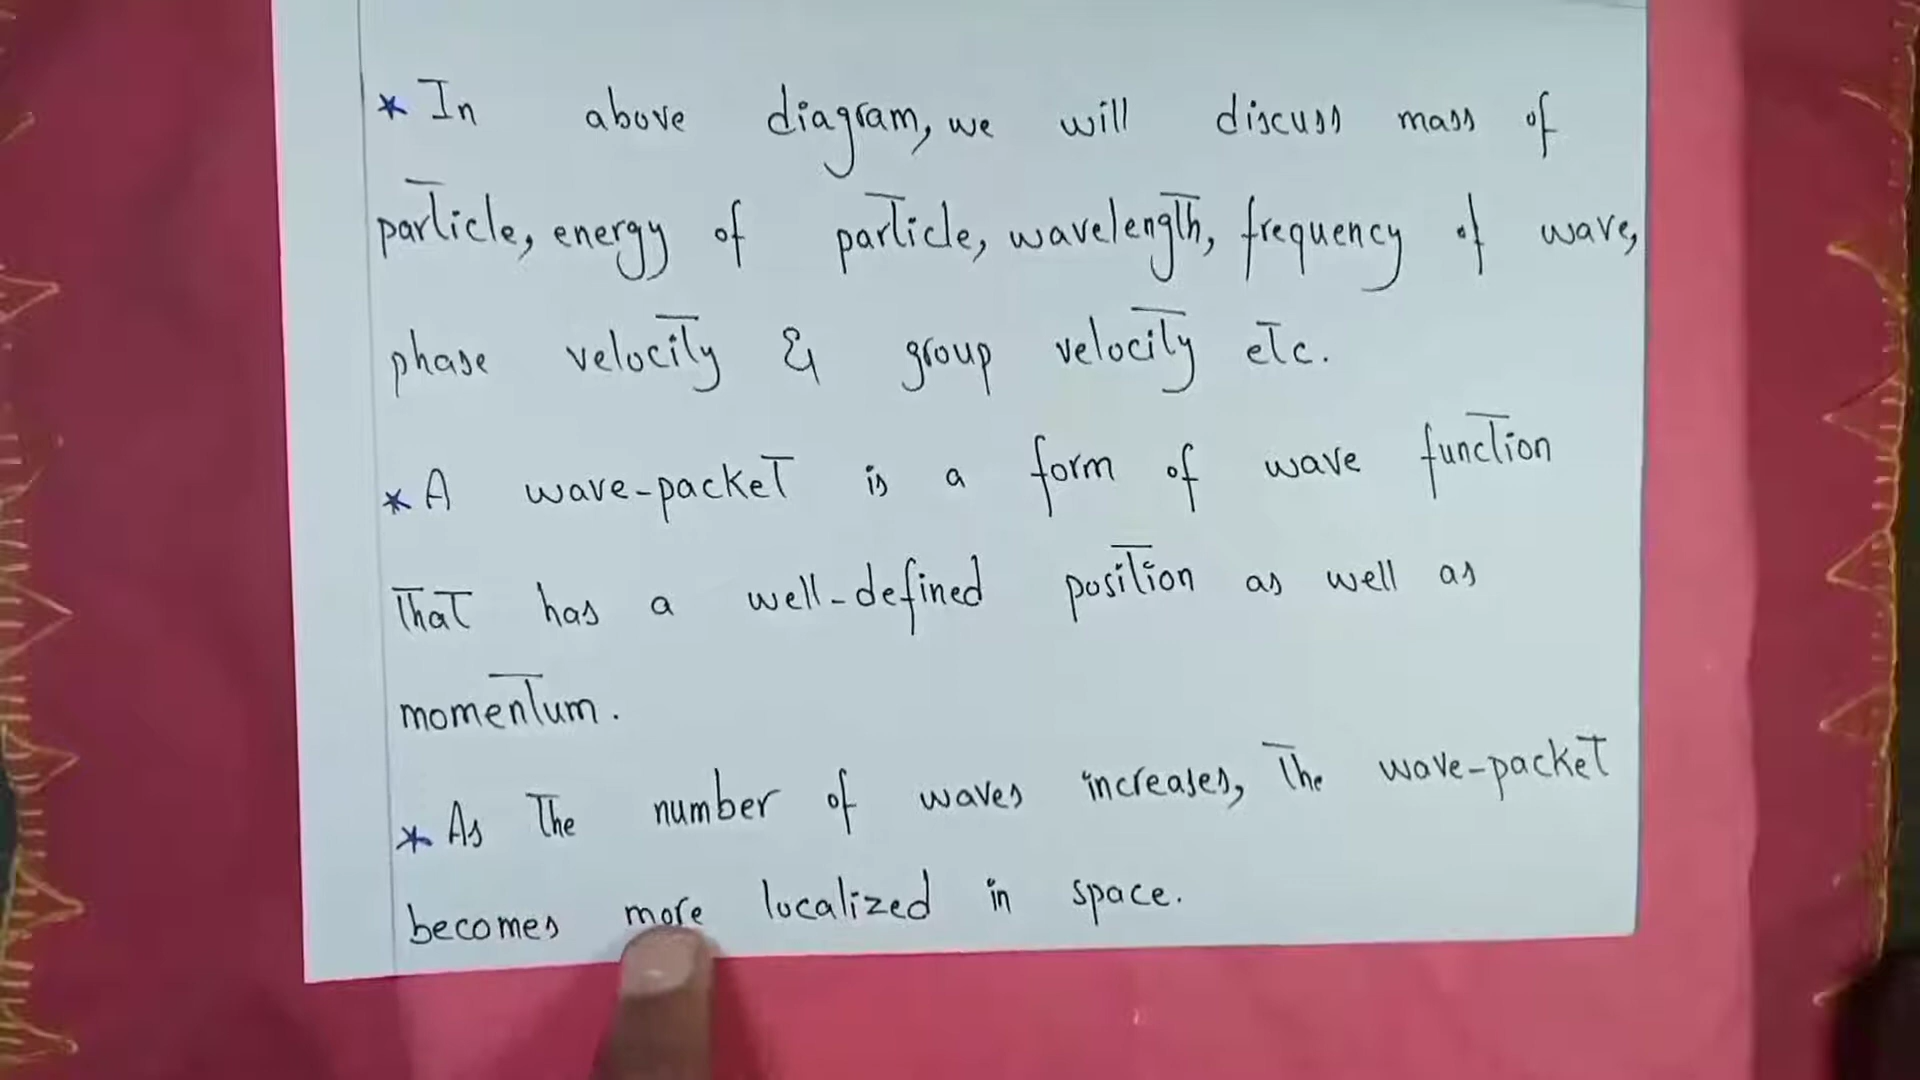 * In above diagram, we will discuss mass of
particle, energy of particle, wavelength, frequency of wave,
phase velocity & group velocity etc.
* A wave-packet is a form of wave function
that has a well-defined position as well as
momentum.
* As the number of waves increases, the wave-packet
becomes more localized in space.